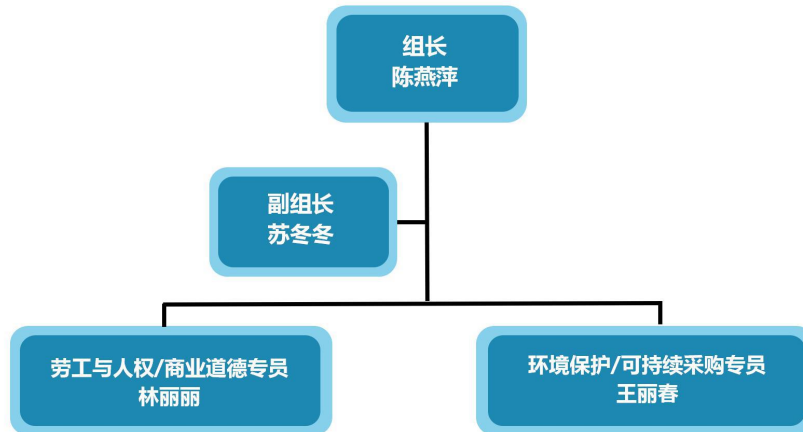 组长
陈燕萍
副组长
苏冬冬
劳工与人权/商业道德专员
林丽丽
环境保护/可持续采购专员
王丽春